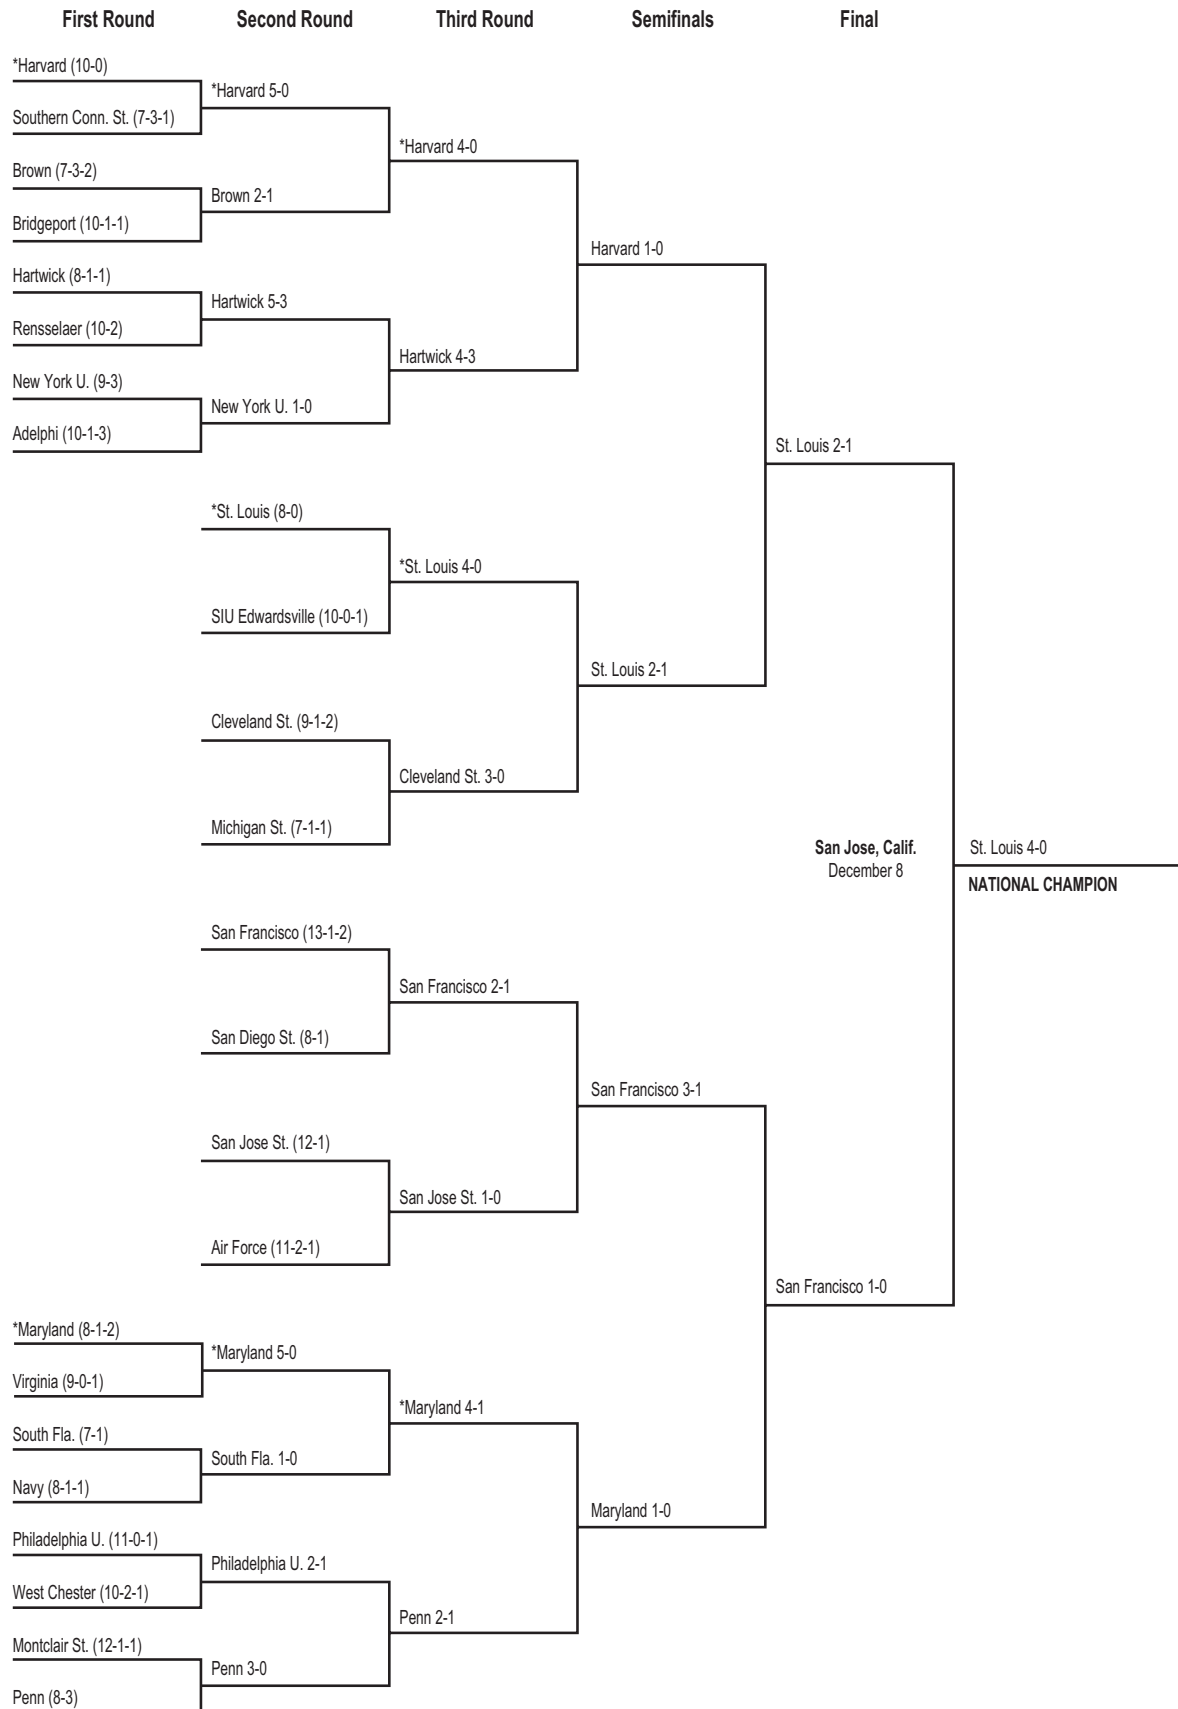 First Round Second Round Third Round Semifinals Final
*Harvard (10-0)
*Harvard 5-0
Southern Conn. St. (7-3-1)
*Harvard 4-0
Brown (7-3-2)
Brown 2-1
Bridgeport (10-1-1)
Harvard 1-0
Hartwick (8-1-1)
Hartwick 5-3
Rensselaer (10-2)
Hartwick 4-3
New York U. (9-3)
New York U. 1-0
Adelphi (10-1-3)
St. Louis 2-1
*St. Louis (8-0)
*St. Louis 4-0
SIU Edwardsville (10-0-1)
St. Louis 2-1
Cleveland St. (9-1-2)
Cleveland St. 3-0
Michigan St. (7-1-1)
San Jose, Calif.
St. Louis 4-0
December 8
NATIONAL CHAMPION
San Francisco (13-1-2)
San Francisco 2-1
San Diego St. (8-1)
San Francisco 3-1
San Jose St. (12-1)
San Jose St. 1-0
Air Force (11-2-1)
San Francisco 1-0
*Maryland (8-1-2)
*Maryland 5-0
Virginia (9-0-1)
*Maryland 4-1
South Fla. (7-1)
South Fla. 1-0
Navy (8-1-1)
Maryland 1-0
Philadelphia U. (11-0-1)
Philadelphia U. 2-1
West Chester (10-2-1)
Penn 2-1
Montclair St. (12-1-1)
Penn 3-0
Penn (8-3)